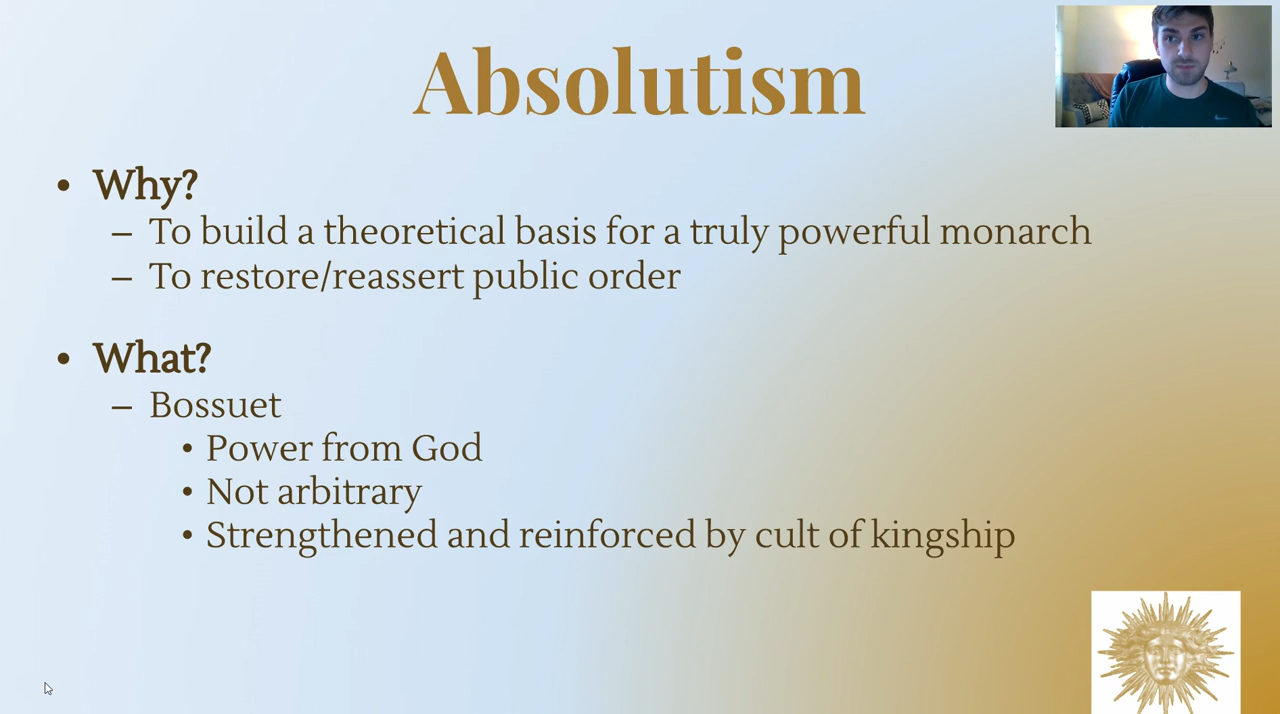 Absolutism
• Why?
– To build a theoretical basis for a truly powerful monarch
– To restore/reassert public order
• What?
– Bossuet
• Power from God
• Not arbitrary
• Strengthened and reinforced by cult of kingship